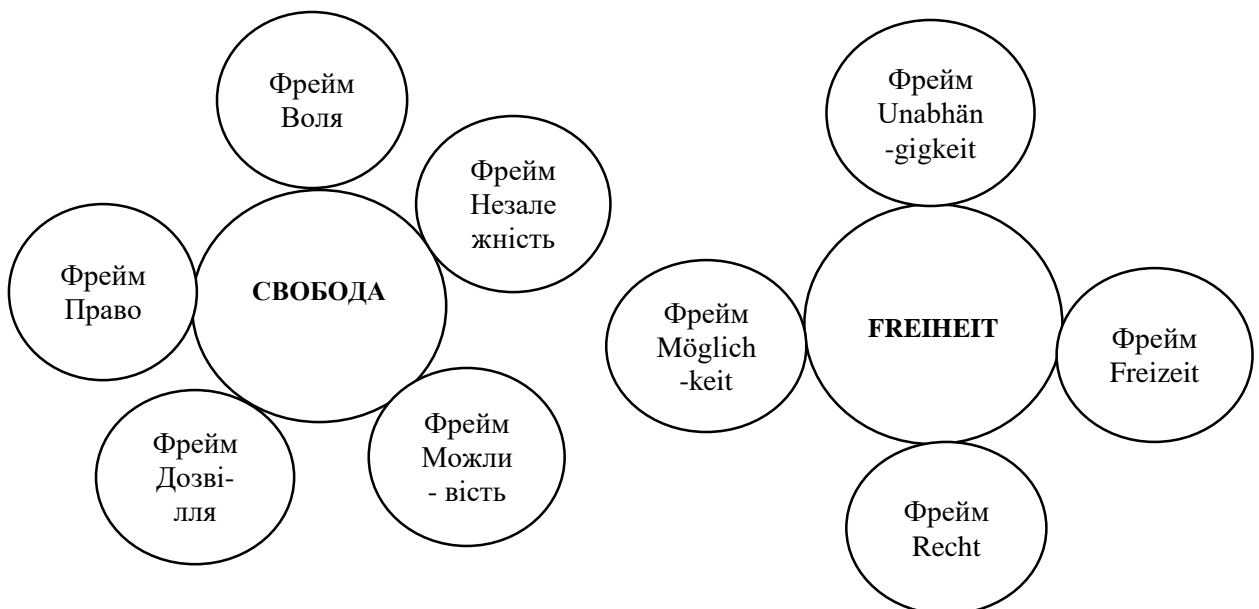 Фрейм
Воля
Фрейм
Незале
жність
Фрейм
Право
СВОБОДА
Фрейм
Дозві-
лля
Фрейм
Можли
- вість
Фрейм
Unabhän
-gigkeit
Фрейм
Möglich
-keit
FREIHEIT
Фрейм
Freizeit
Фрейм
Recht